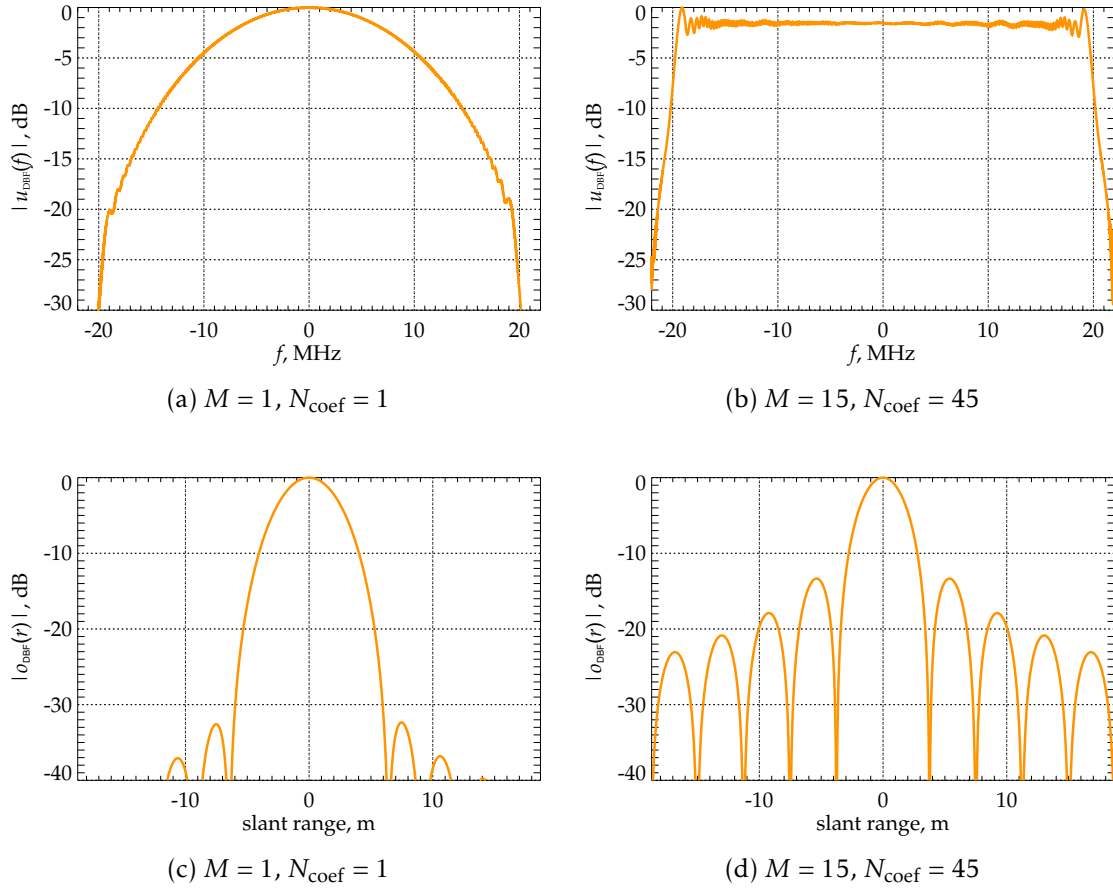 0 0
-5 -5
-10 -10
| u_DBF(f) | , dB | u_DBF(f) | , dB
-15 -15
-20 -20
-25 -25
-30 -30
-20 -10 0 10 20 -20 -10 0 10 20
f, MHz f, MHz
(a) M = 1, N_coef = 1 (b) M = 15, N_coef = 45
0 0
-10 -10
| o_DBF(r) | , dB | o_DBF(r) | , dB
-20 -20
-30 -30
-40 -40
-10 0 10 -10 0 10
slant range, m slant range, m
(c) M = 1, N_coef = 1 (d) M = 15, N_coef = 45